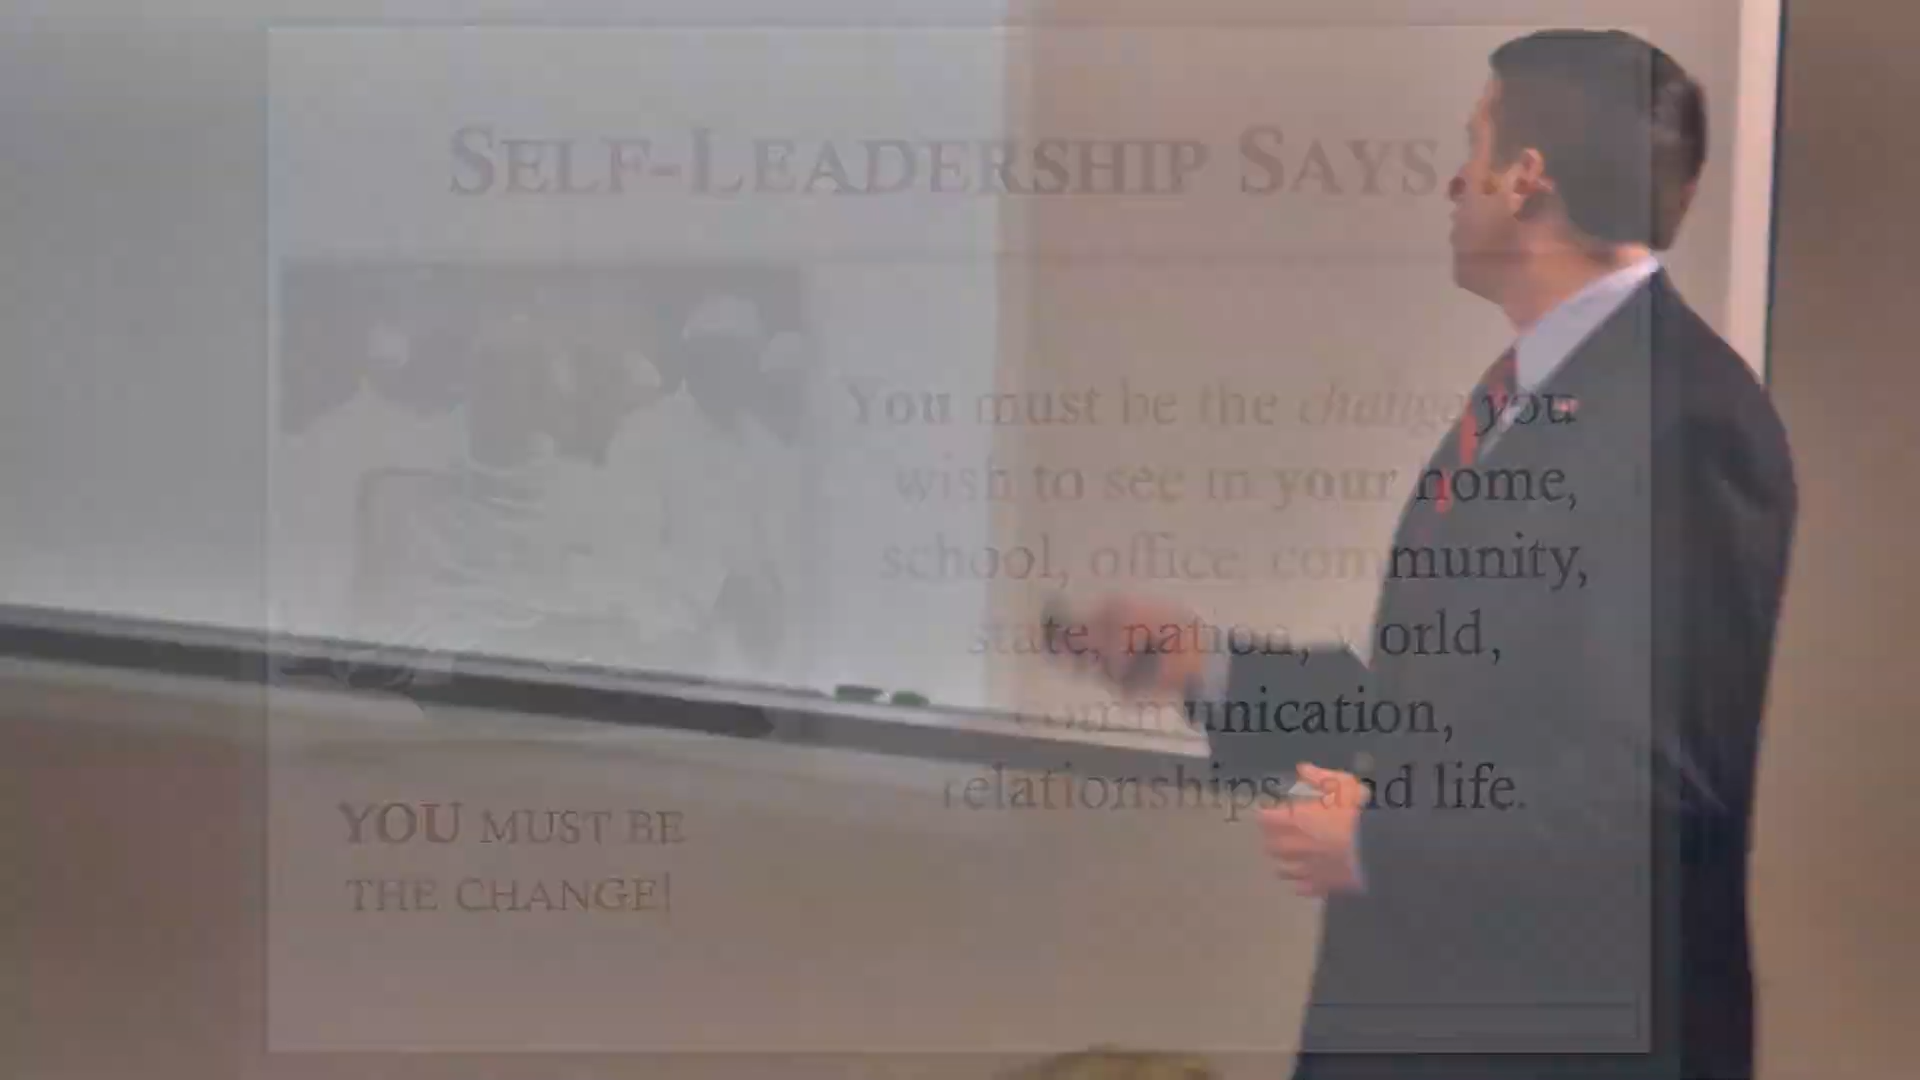 SELF-LEADERSHIP SAYS
You must be the change you
wish to see in your home,
school, office, community,
state, nation, world,
communication,
relationships, and life.
YOU MUST BE
THE CHANGE!